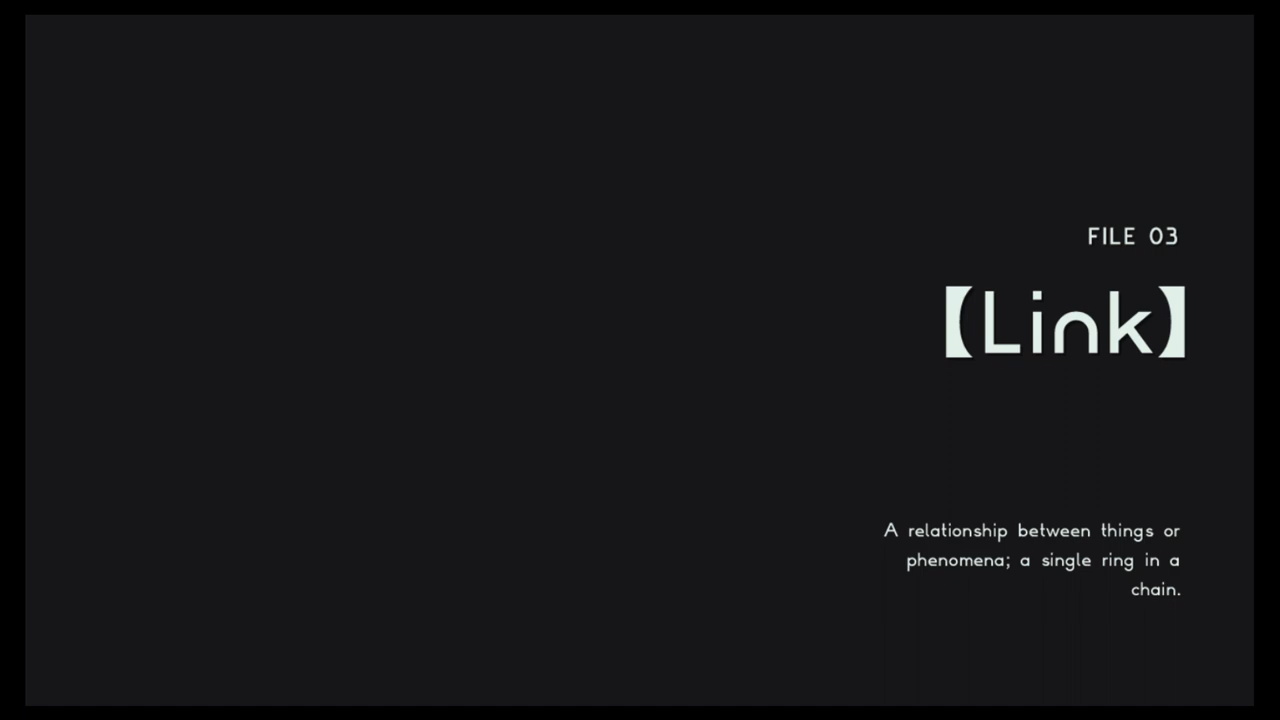 FILE 03
【Link】
A relationship between things or
phenomena; a single ring in a
chain.